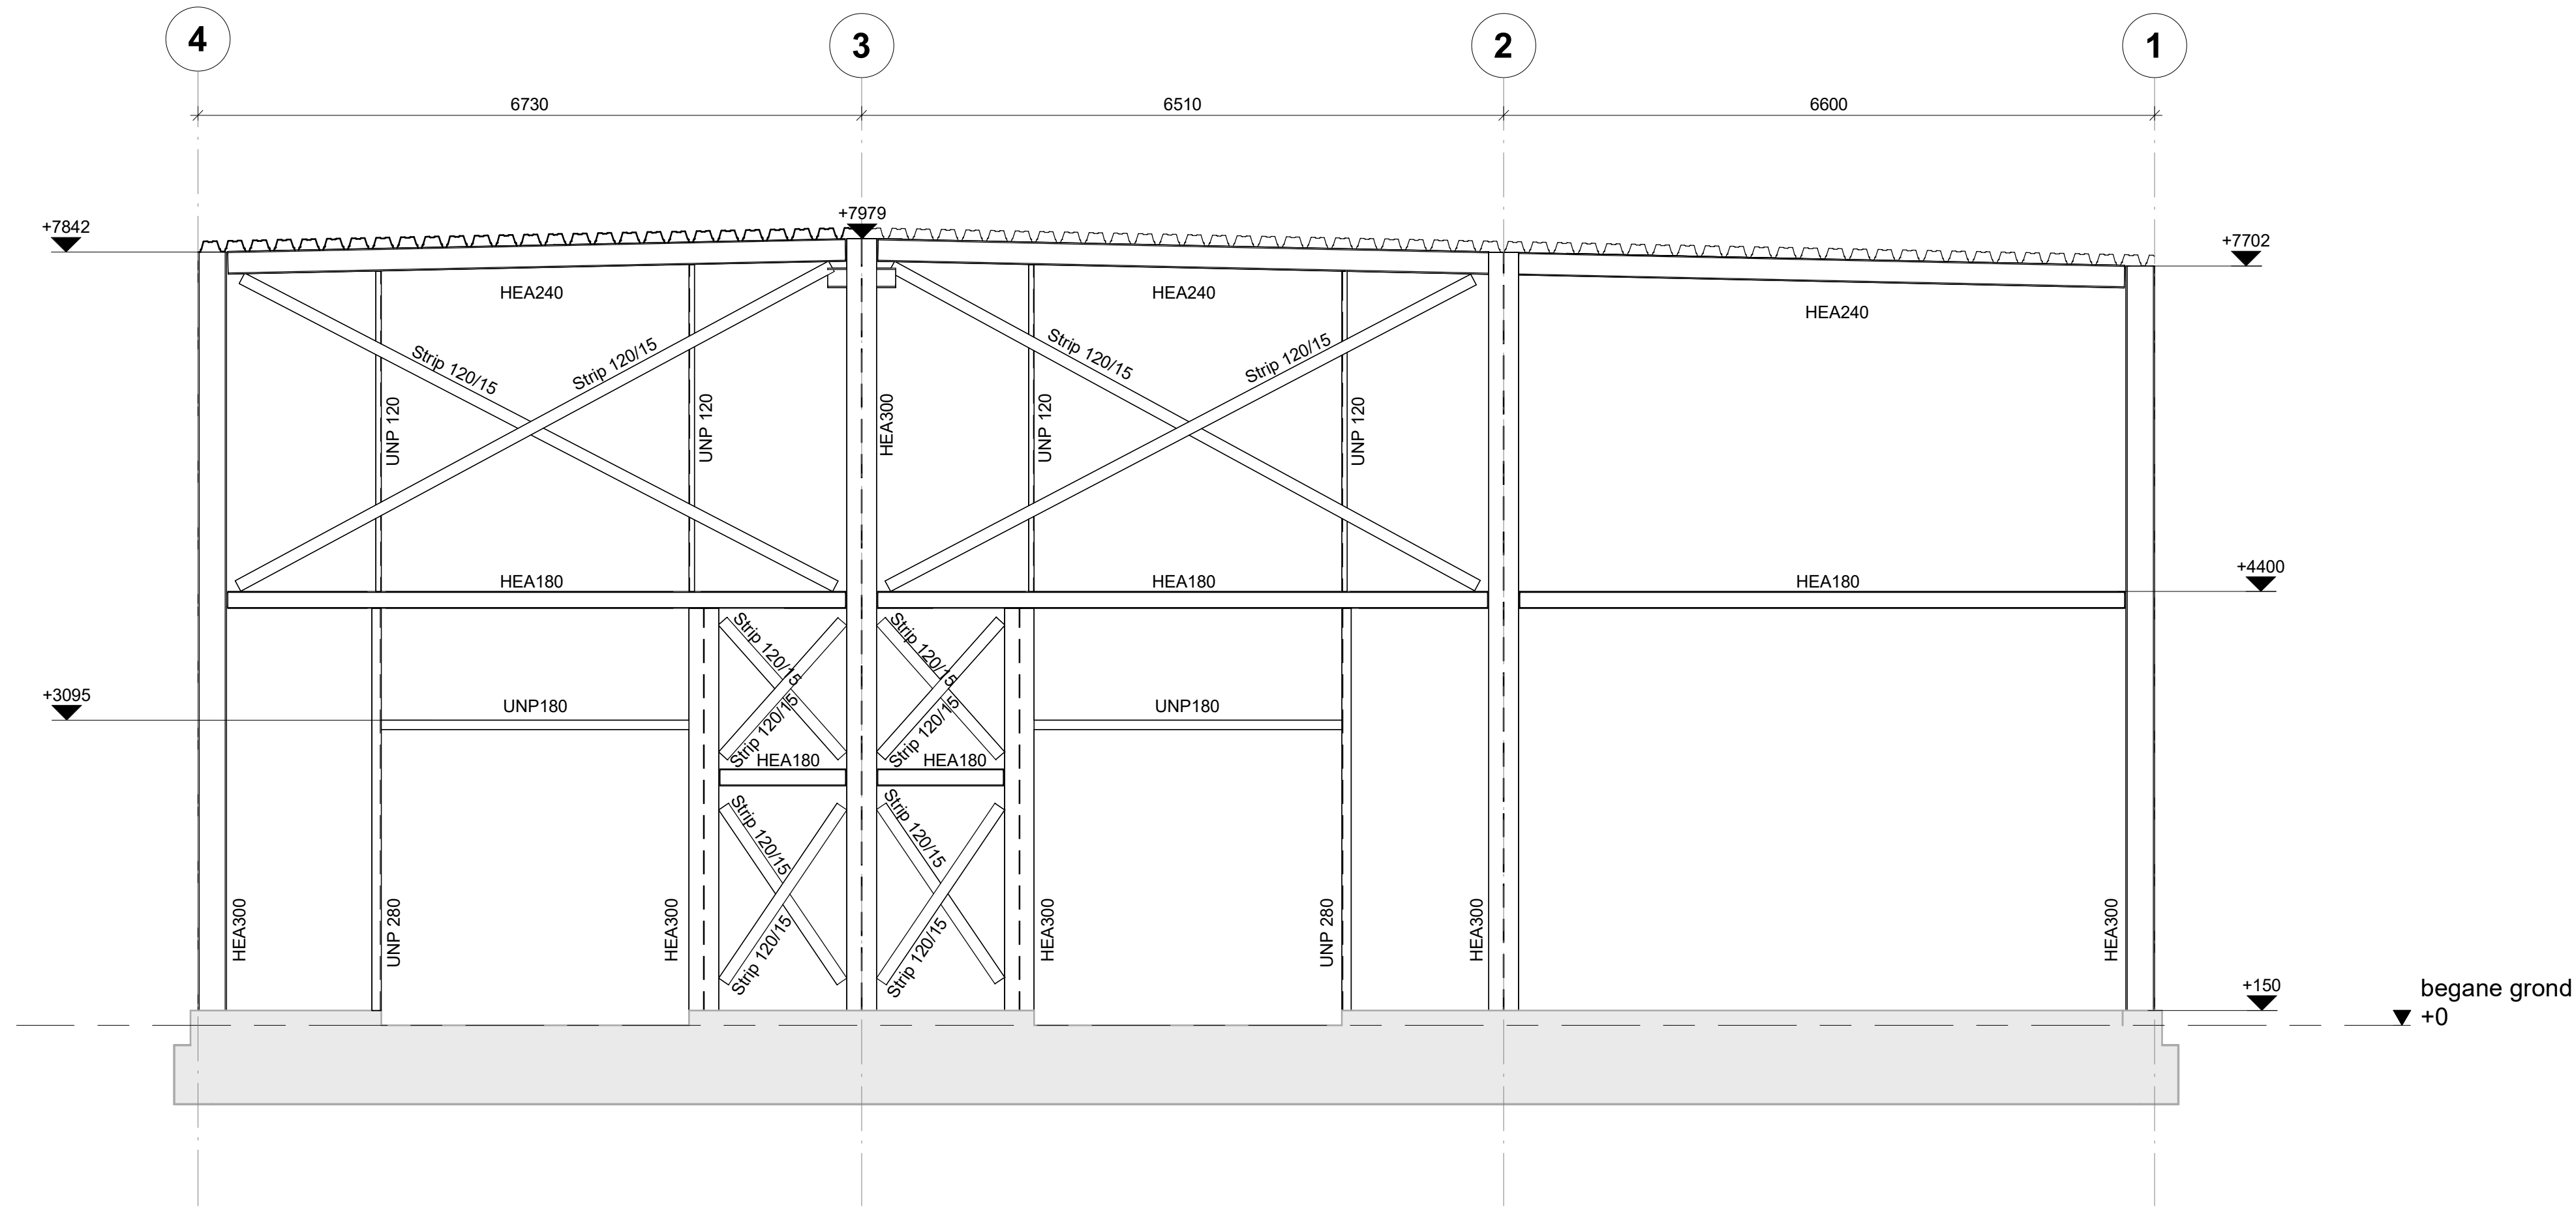 4
3
2
1
6730
6510
6600
+7842
+7979
+7702
HEA240
HEA240
HEA240
Strip 120/15
Strip 120/15
Strip 120/15
Strip 120/15
UNP 120
UNP 120
HEA300
UNP 120
UNP 120
HEA180
HEA180
HEA180
+4400
Strip 120/15
Strip 120/15
+3095
UNP180
UNP180
Strip 120/15
Strip 120/15
HEA180
HEA180
Strip 120/15
Strip 120/15
HEA300
UNP 280
HEA300
HEA300
UNP 280
HEA300
HEA300
Strip 120/15
Strip 120/15
+150
begane grond
+0